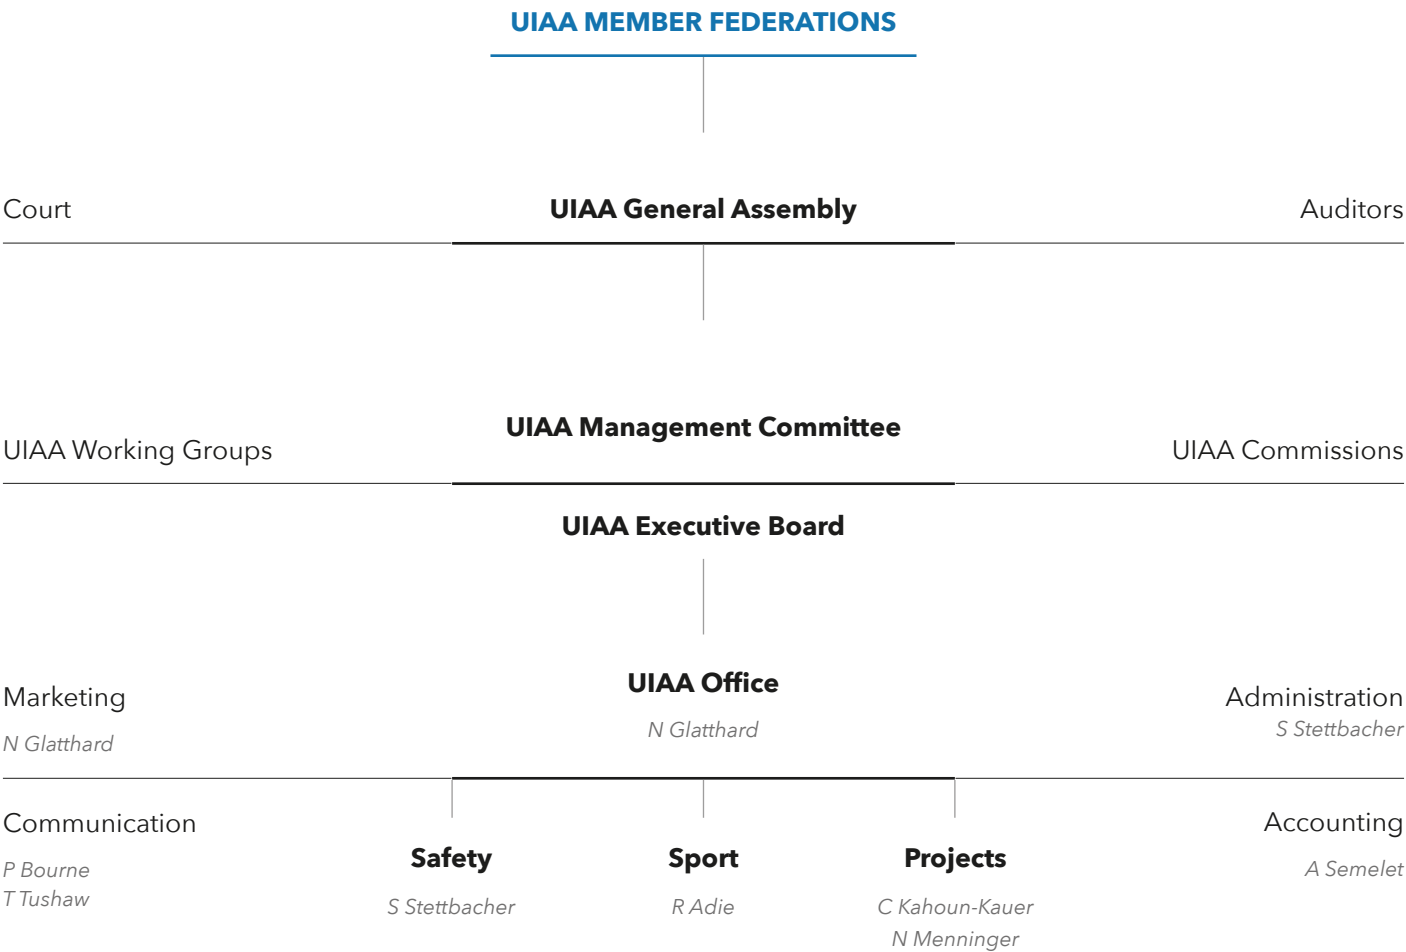 UIAA MEMBER FEDERATIONS
Court
UIAA General Assembly
Auditors
UIAA Management Committee
UIAA Working Groups
UIAA Commissions
UIAA Executive Board
UIAA Office
N Glatthard
Marketing
N Glatthard
Administration
S Stettbacher
Communication
P Bourne
T Tushaw
Safety
S Stettbacher
Sport
R Adie
Projects
C Kahoun-Kauer
N Menninger
Accounting
A Semelet